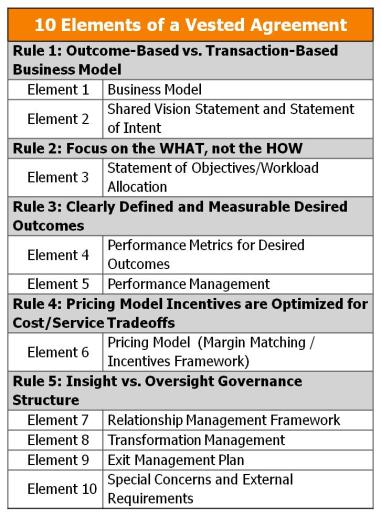 10 Elements of a Vested Agreement
Rule 1: Outcome-Based vs. Transaction-Based
Business Model
Element 1 Business Model
Element 2 Shared Vision Statement and Statement
of Intent
Rule 2: Focus on the WHAT, not the HOW
Element 3 Statement of Objectives/Workload
Allocation
Rule 3: Clearly Defined and Measurable Desired
Outcomes
Element 4 Performance Metrics for Desired
Outcomes
Element 5 Performance Management
Rule 4: Pricing Model Incentives are Optimized for
Cost/Service Tradeoffs
Element 6 Pricing Model (Margin Matching /
Incentives Framework)
Rule 5: Insight vs. Oversight Governance
Structure
Element 7 Relationship Management Framework
Element 8 Transformation Management
Element 9 Exit Management Plan
Element 10 Special Concerns and External
Requirements